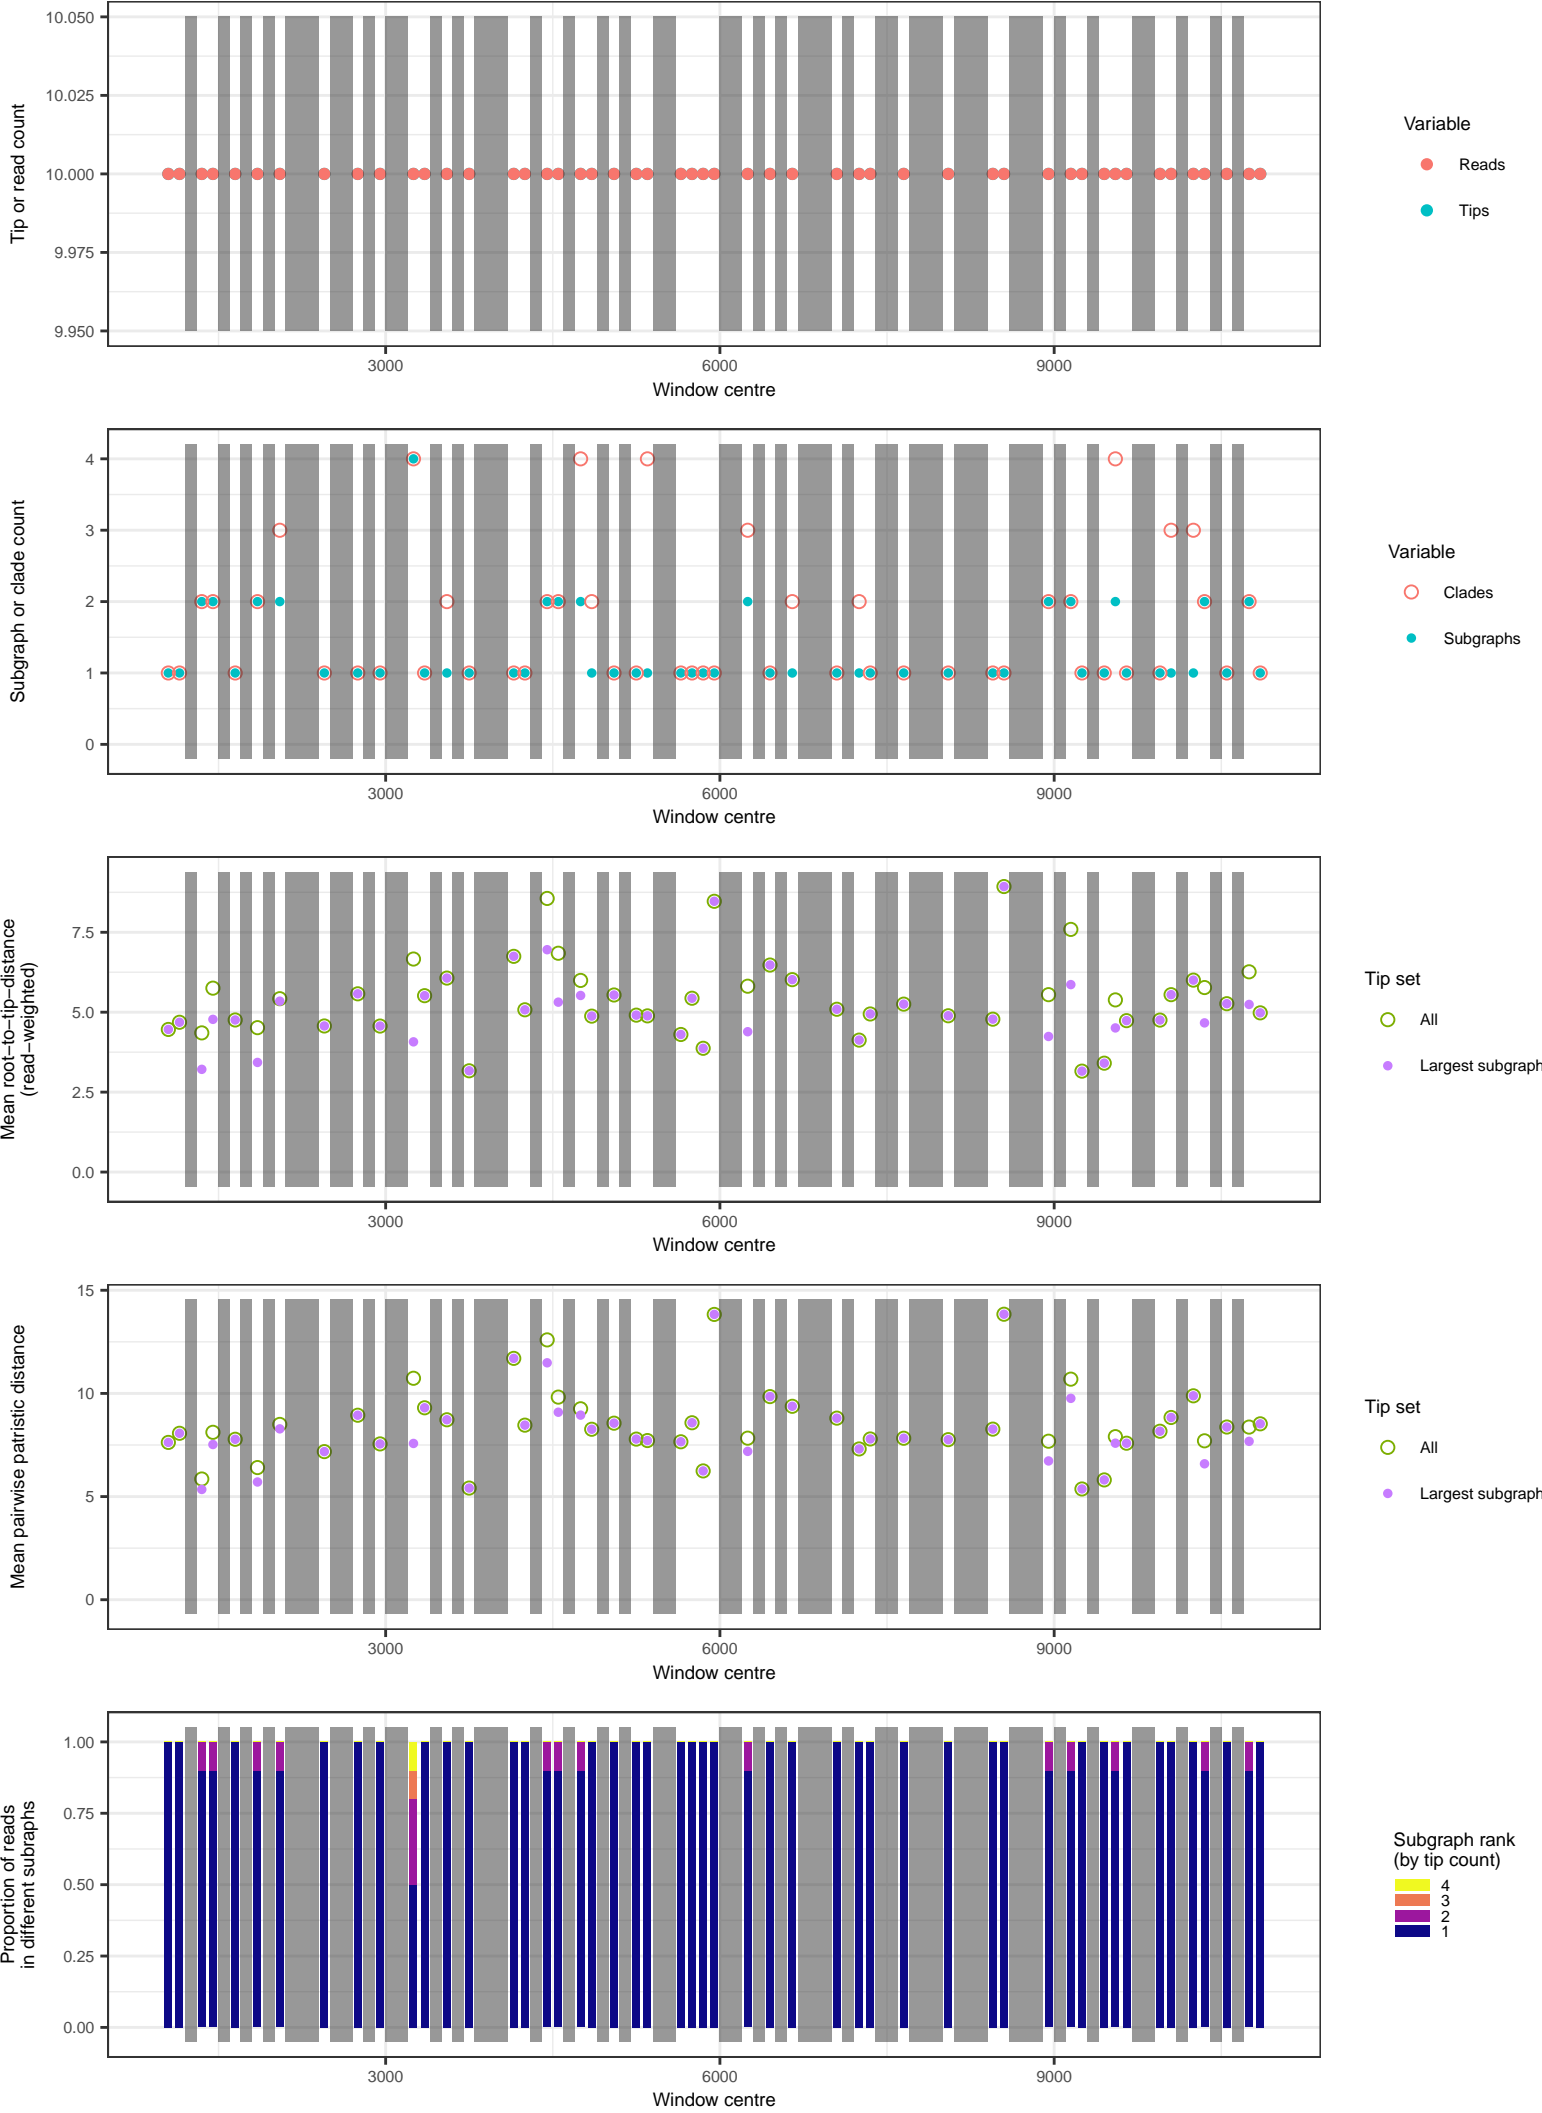 10.050
10.025
10.000
9.975
9.950
Tip or read count
3000
6000
9000
Window centre
Variable
Reads
Tips
4
3
2
1
0
Subgraph or clade count
3000
6000
9000
Window centre
Variable
Clades
Subgraphs
7.5
5.0
2.5
0.0
Mean root−to−tip−distance
(read−weighted)
3000
6000
9000
Window centre
Tip set
All
Largest subgraph
15
10
5
0
Mean pairwise patristic distance
3000
6000
9000
Window centre
Tip set
All
Largest subgraph
1.00
0.75
0.50
0.25
0.00
Proportion of reads
in different subraphs
3000
6000
9000
Window centre
Subgraph rank
(by tip count)
4
3
2
1